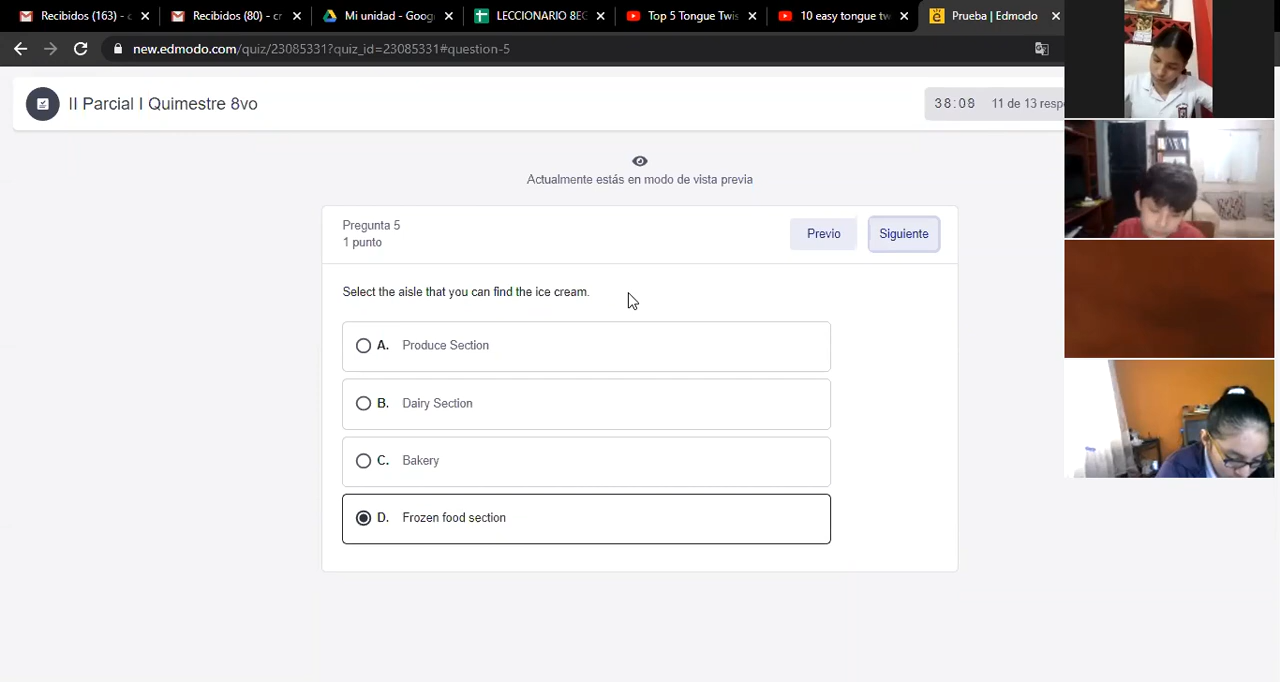 Recibidos (163) - c
Recibidos (80) - cr
Mi unidad - Goog
LECCIONARIO 8EG
Top 5 Tongue Twis
10 easy tongue tw
Prueba | Edmodo
new.edmodo.com/quiz/23085331?quiz_id=23085331#question-5
II Parcial I Quimestre 8vo
38:08 11 de 13 resp
Actualmente estás en modo de vista previa
Pregunta 5
1 punto
Previo
Siguiente
Select the aisle that you can find the ice cream.
A. Produce Section
B. Dairy Section
C. Bakery
D. Frozen food section